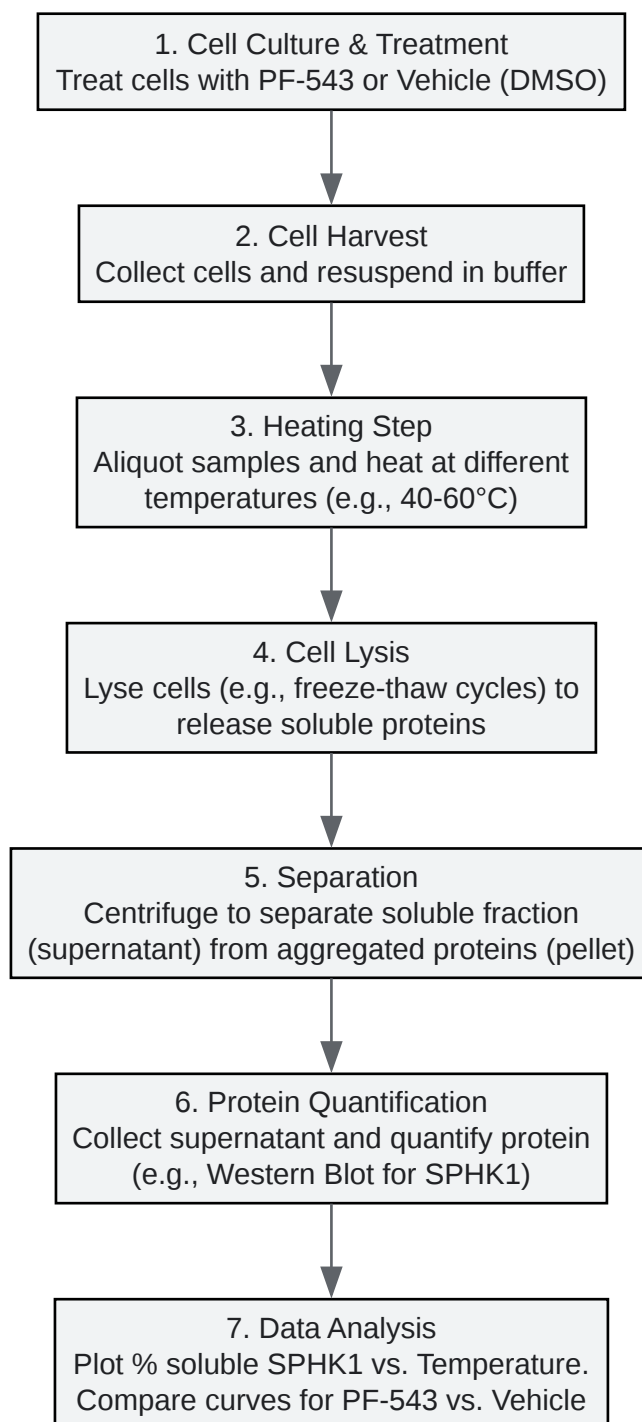 1. Cell Culture & Treatment
Treat cells with PF-543 or Vehicle (DMSO)
2. Cell Harvest
Collect cells and resuspend in buffer
3. Heating Step
Aliquot samples and heat at different
temperatures (e.g., 40-60°C)
4. Cell Lysis
Lyse cells (e.g., freeze-thaw cycles) to
release soluble proteins
5. Separation
Centrifuge to separate soluble fraction
(supernatant) from aggregated proteins (pellet)
6. Protein Quantification
Collect supernatant and quantify protein
(e.g., Western Blot for SPHK1)
7. Data Analysis
Plot % soluble SPHK1 vs. Temperature.
Compare curves for PF-543 vs. Vehicle